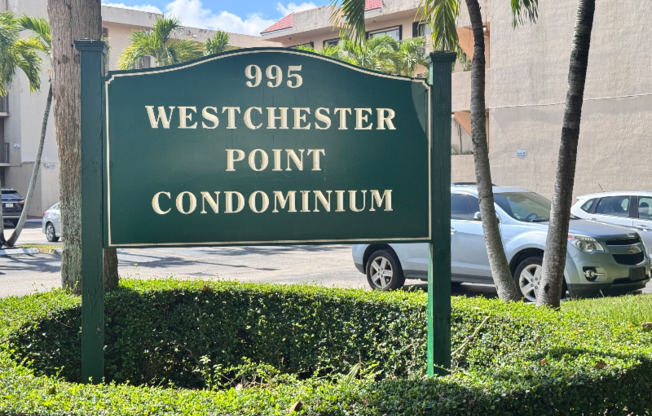 995
WESTCHESTER
POINT
CONDOMINIUM